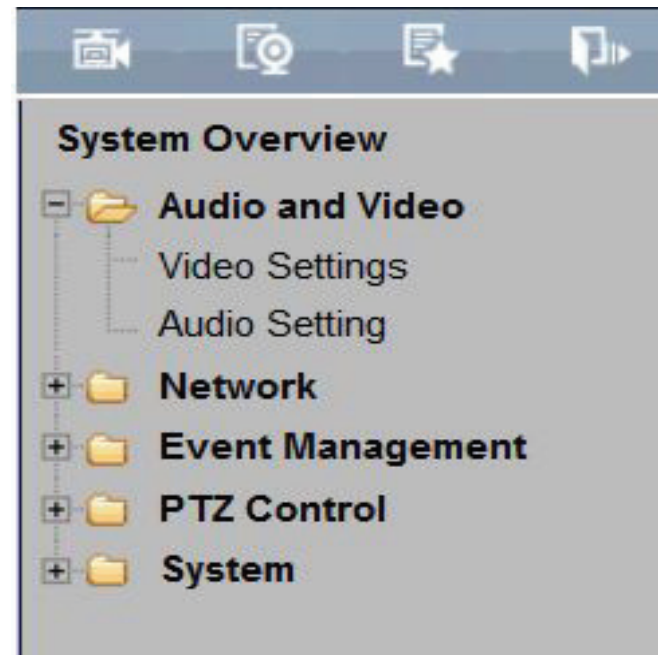 System Overview
Audio and Video
Video Settings
Audio Setting
Network
Event Management
PTZ Control
System